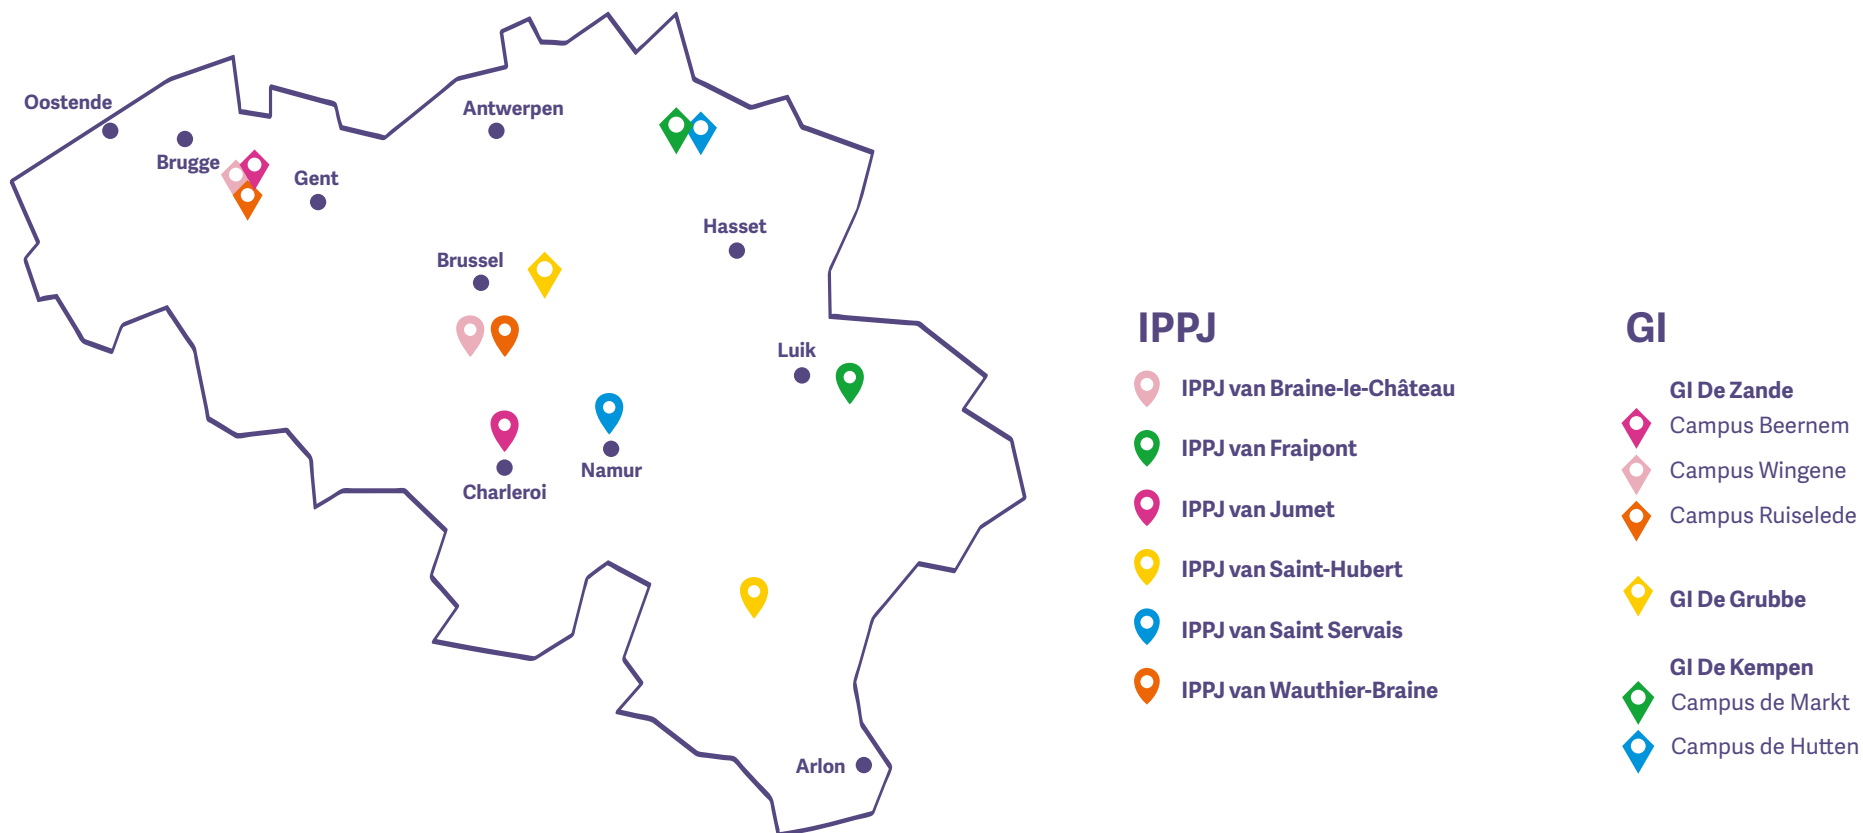 Oostende
Antwerpen
Brugge
Gent
Hasset
Brussel
Luik
Namur
Charleroi
Arlon
IPPJ
IPPJ van Braine-le-Château
IPPJ van Fraipont
IPPJ van Jumet
IPPJ van Saint-Hubert
IPPJ van Saint Servais
IPPJ van Wauthier-Braine
GI
GI De Zande
Campus Beernem
Campus Wingene
Campus Ruiselede
GI De Grubbe
GI De Kempen
Campus de Markt
Campus de Hutten